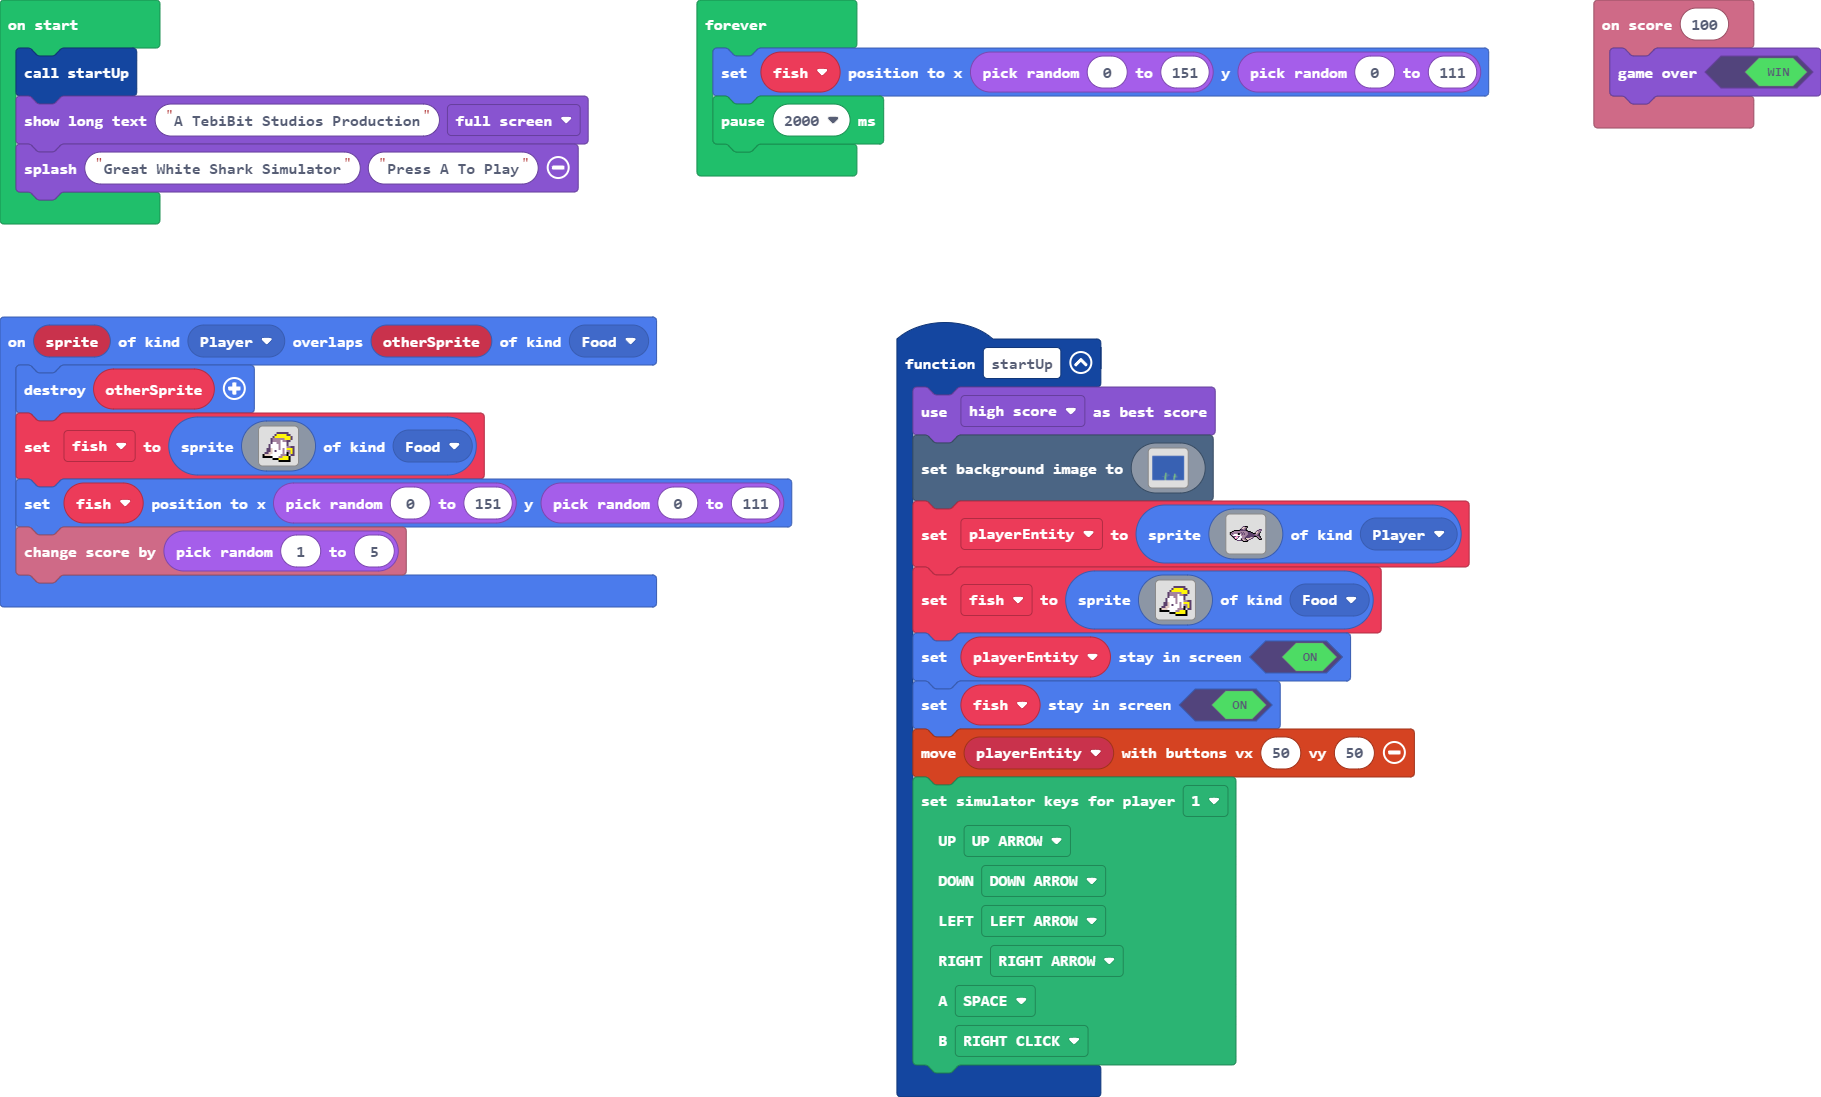 on start
call startUp
show long text "A TebiBit Studios Production" full screen
splash "Great White Shark Simulator" "Press A To Play"
forever
set fish position to x pick random 0 to 151 y pick random 0 to 111
pause 2000 ms
on score 100
game over WIN
on sprite of kind Player overlaps otherSprite of kind Food
destroy otherSprite
set fish to sprite of kind Food
set fish position to x pick random 0 to 151 y pick random 0 to 111
change score by pick random 1 to 5
function startUp
use high score as best score
set background image to
set playerEntity to sprite of kind Player
set fish to sprite of kind Food
set playerEntity stay in screen ON
set fish stay in screen ON
move playerEntity with buttons vx 50 vy 50
set simulator keys for player 1
UP UP ARROW
DOWN DOWN ARROW
LEFT LEFT ARROW
RIGHT RIGHT ARROW
A SPACE
B RIGHT CLICK